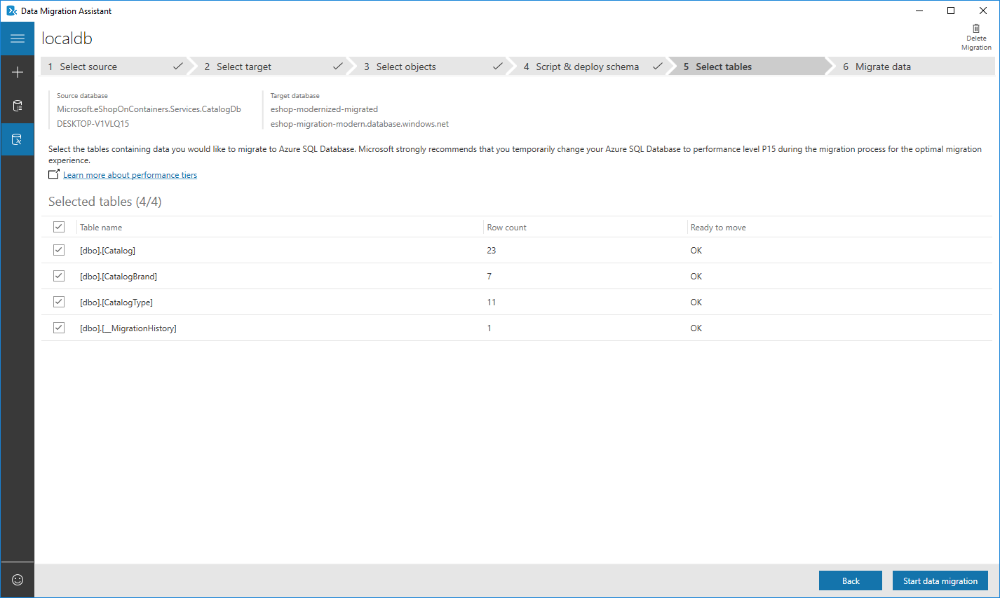 Data Migration Assistant
localdb
Delete
Migration
1 Select source
2 Select target
3 Select objects
4 Script & deploy schema
5 Select tables
6 Migrate data
Source database
Microsoft.eShopOnContainers.Services.CatalogDb
DESKTOP-V1VLQ15
Target database
eshop-modernized-migrated
eshop-migration-modern.database.windows.net
Select the tables containing data you would like to migrate to Azure SQL Database. Microsoft strongly recommends that you temporarily change your Azure SQL Database to performance level P15 during the migration process for the optimal migration
experience.
Learn more about performance tiers
Selected tables (4/4)
Table name Row count Ready to move
[dbo].[Catalog] 23 OK
[dbo].[CatalogBrand] 7 OK
[dbo].[CatalogType] 11 OK
[dbo].[__MigrationHistory] 1 OK
Back
Start data migration